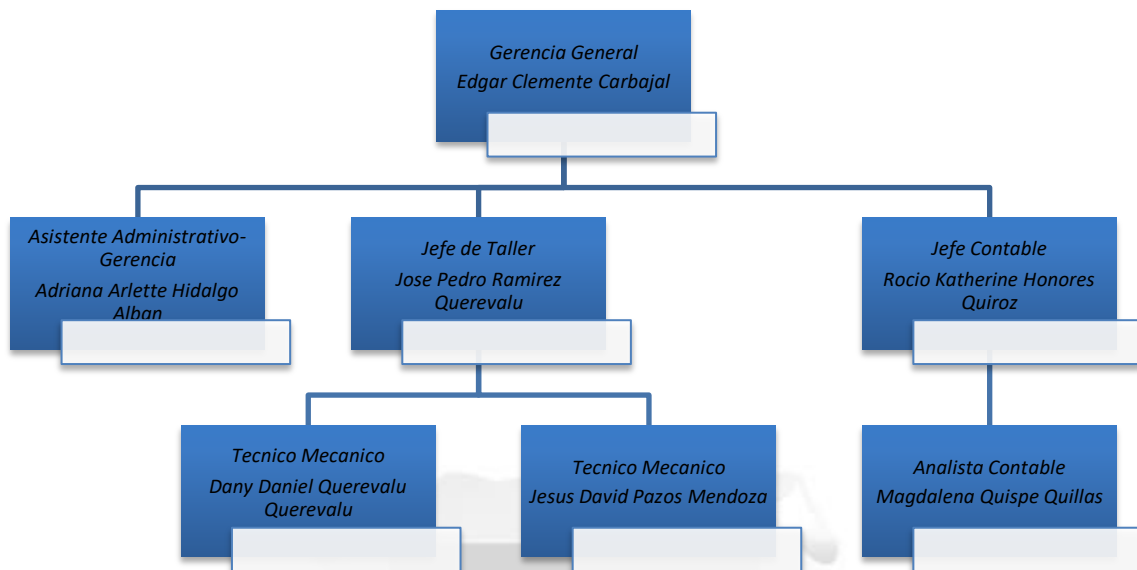 Gerencia General
Edgar Clemente Carbajal
Asistente Administrativo-
Gerencia
Adriana Arlette Hidalgo
Alban
Jefe de Taller
Jose Pedro Ramirez
Querevalu
Jefe Contable
Rocio Katherine Honores
Quiroz
Tecnico Mecanico
Dany Daniel Querevalu
Querevalu
Tecnico Mecanico
Jesus David Pazos Mendoza
Analista Contable
Magdalena Quispe Quillas